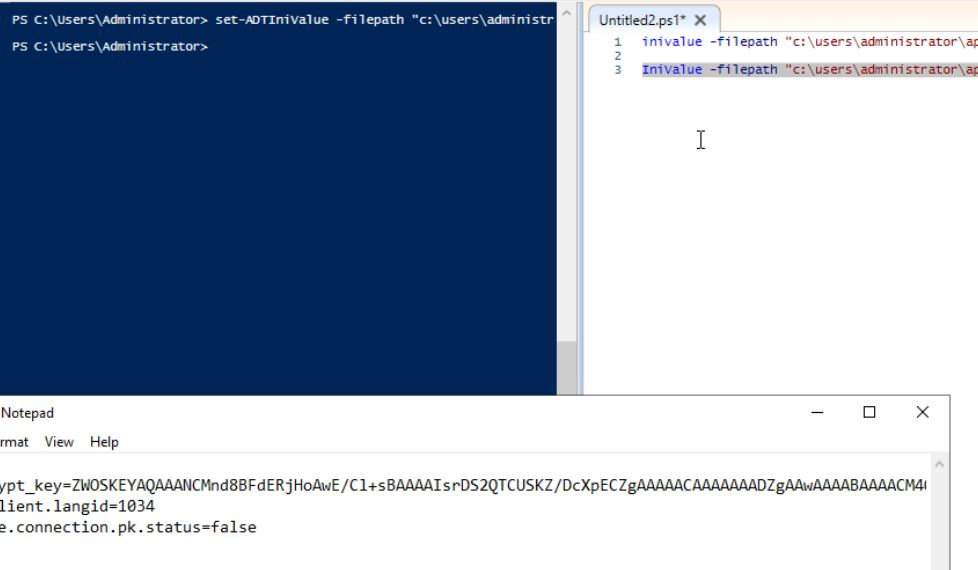 PS C:\Users\Administrator> set-ADTIniValue -filepath "c:\users\administr
PS C:\Users\Administrator>
Untitled2.ps1*
1 inivalue -filepath "c:\users\administrator\ap
2
3 IniValue -filepath "c:\users\administrator\ap
Notepad
rmat View Help
ypt_key=ZWOSKEYAQAAANCMnd8BFdERjHoAwE/Cl+sBAAAAIsrDS2QTCUSKZ/DcXpECZgAAAAACAAAAAAADZgAAwAAAABAAAACM4
lient.langid=1034
e.connection.pk.status=false